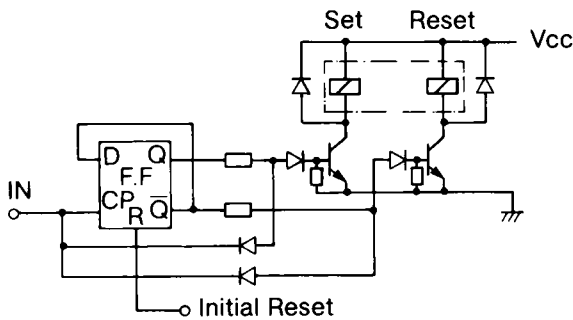 Set Reset
Vcc
D Q
F.F
IN
CP
R Q̅
Initial Reset